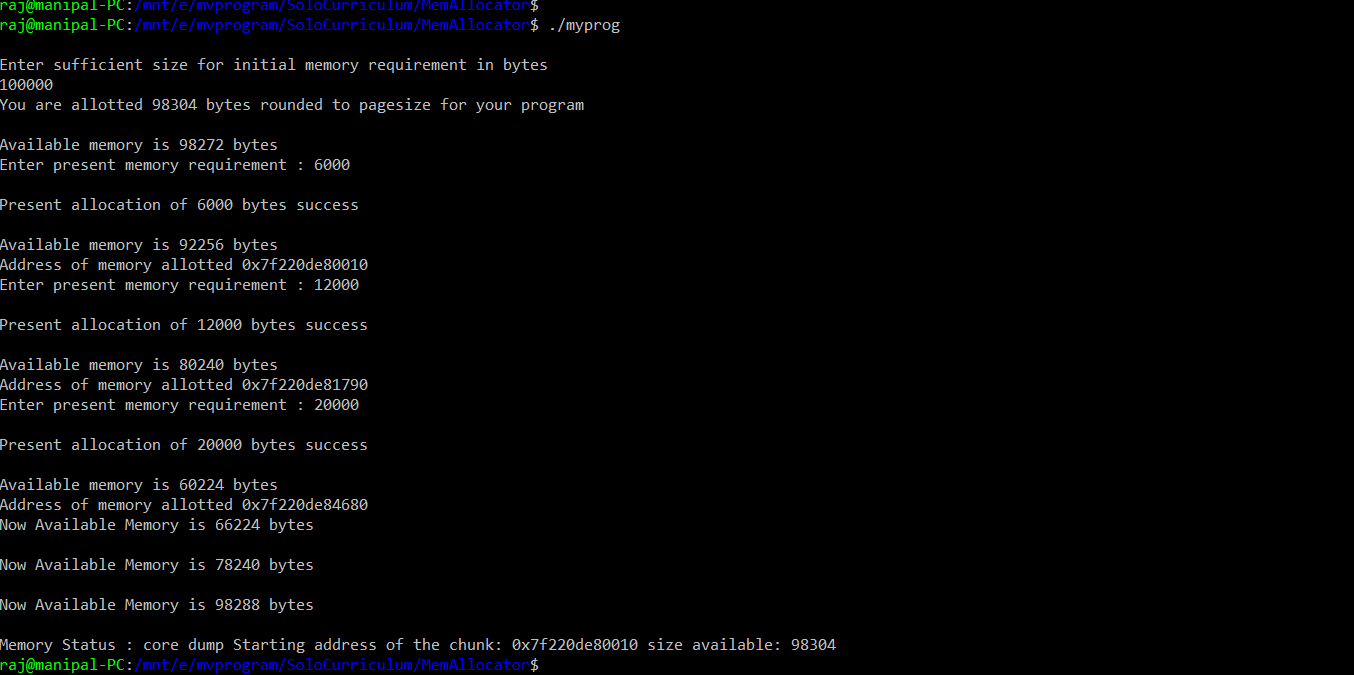 raj@manipal-PC:/mnt/e/mvprogram/SoloCurriculum/MemAllocator$
raj@manipal-PC:/mnt/e/mvprogram/SoloCurriculum/MemAllocator$ ./myprog
Enter sufficient size for initial memory requirement in bytes
100000
You are allotted 98304 bytes rounded to pagesize for your program
Available memory is 98272 bytes
Enter present memory requirement : 6000
Present allocation of 6000 bytes success
Available memory is 92256 bytes
Address of memory allotted 0x7f220de80010
Enter present memory requirement : 12000
Present allocation of 12000 bytes success
Available memory is 80240 bytes
Address of memory allotted 0x7f220de81790
Enter present memory requirement : 20000
Present allocation of 20000 bytes success
Available memory is 60224 bytes
Address of memory allotted 0x7f220de84680
Now Available Memory is 66224 bytes
Now Available Memory is 78240 bytes
Now Available Memory is 98288 bytes
Memory Status : core dump Starting address of the chunk: 0x7f220de80010 size available: 98304
raj@manipal-PC:/mnt/e/mvprogram/SoloCurriculum/MemAllocator$